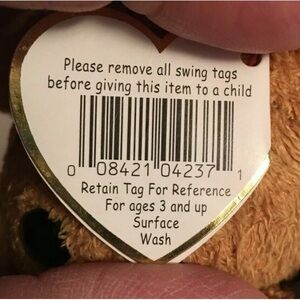 Please remove all swing tags
before giving this item to a child
0 08421 04237 1
Retain Tag For Reference
For ages 3 and up
Surface
Wash